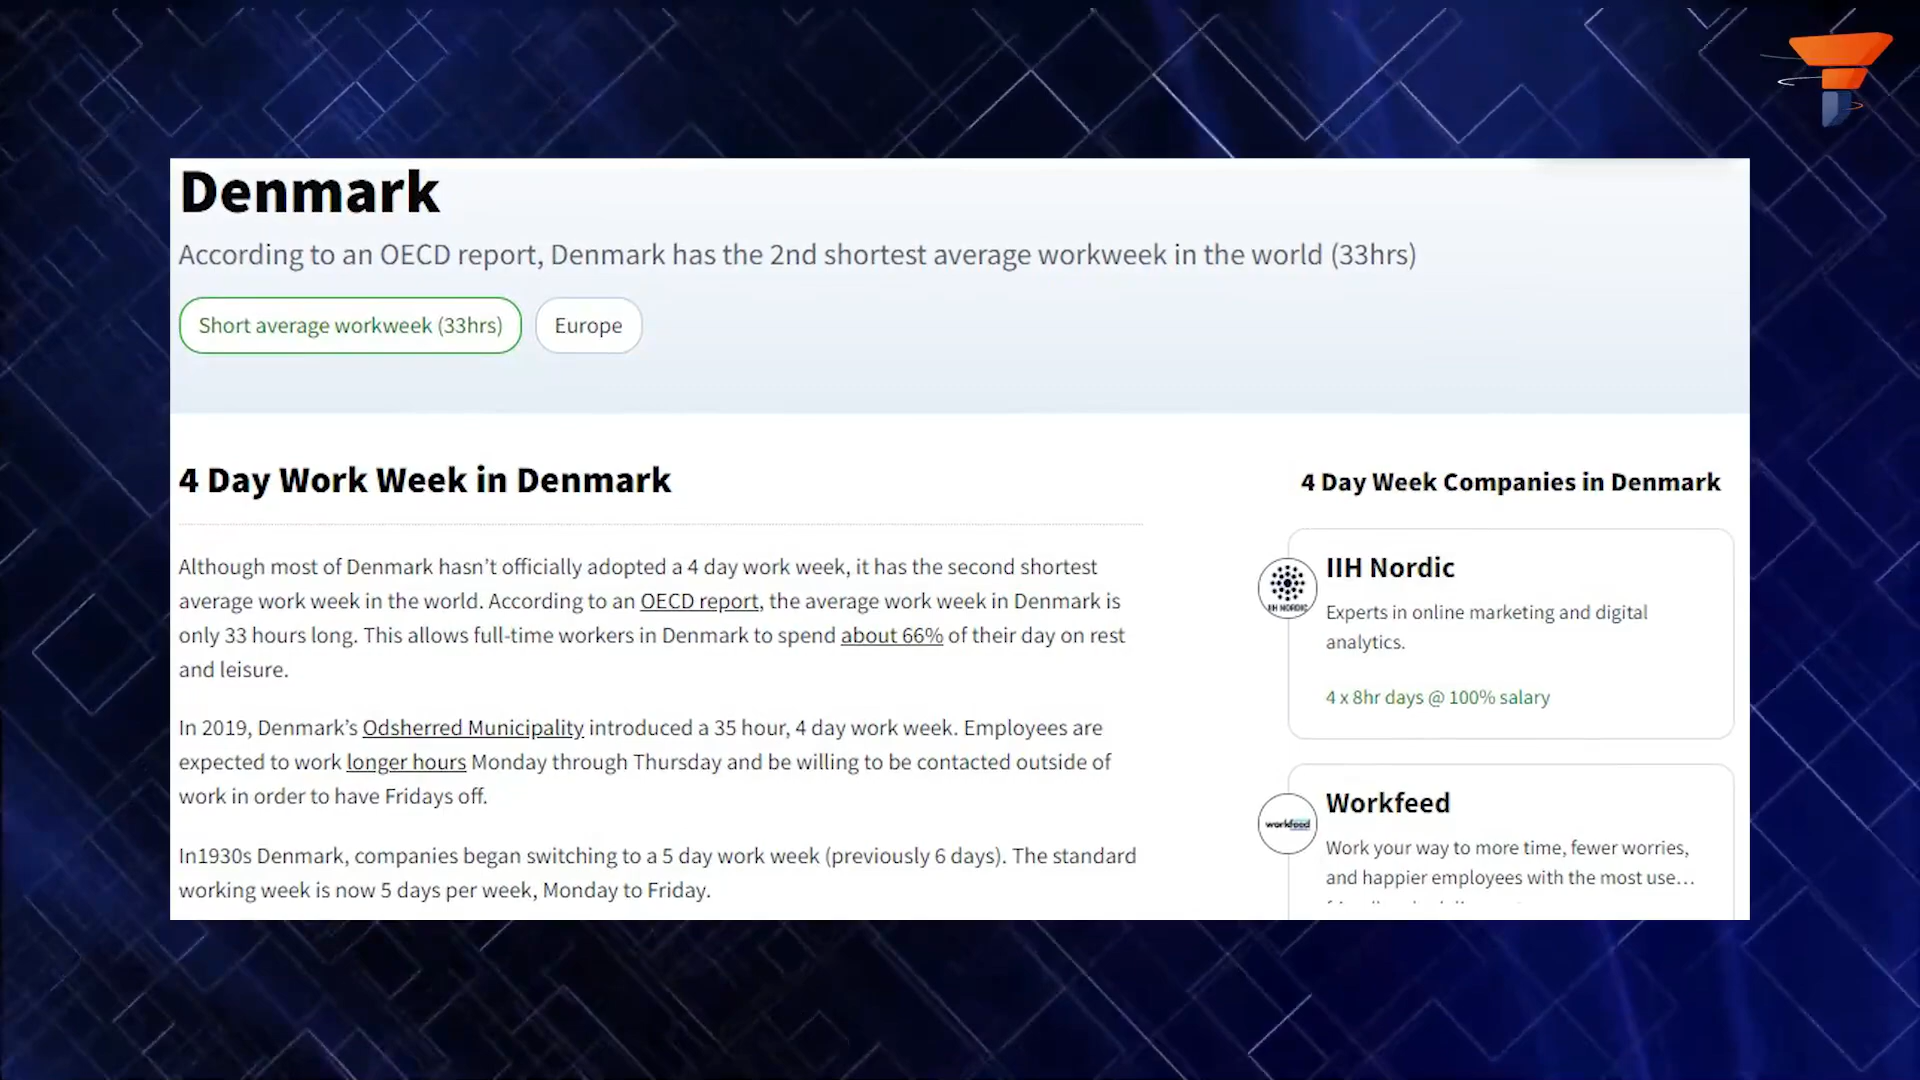 Denmark
According to an OECD report, Denmark has the 2nd shortest average workweek in the world (33hrs)
Short average workweek (33hrs)
Europe
4 Day Work Week in Denmark
Although most of Denmark hasn’t officially adopted a 4 day work week, it has the second shortest
average work week in the world. According to an OECD report, the average work week in Denmark is
only 33 hours long. This allows full-time workers in Denmark to spend about 66% of their day on rest
and leisure.
In 2019, Denmark’s Odsherred Municipality introduced a 35 hour, 4 day work week. Employees are
expected to work longer hours Monday through Thursday and be willing to be contacted outside of
work in order to have Fridays off.
In1930s Denmark, companies began switching to a 5 day work week (previously 6 days). The standard
working week is now 5 days per week, Monday to Friday.
4 Day Week Companies in Denmark
IIH NORDIC
IIH Nordic
Experts in online marketing and digital
analytics.
4 x 8hr days @ 100% salary
workfeed
Workfeed
Work your way to more time, fewer worries,
and happier employees with the most use...